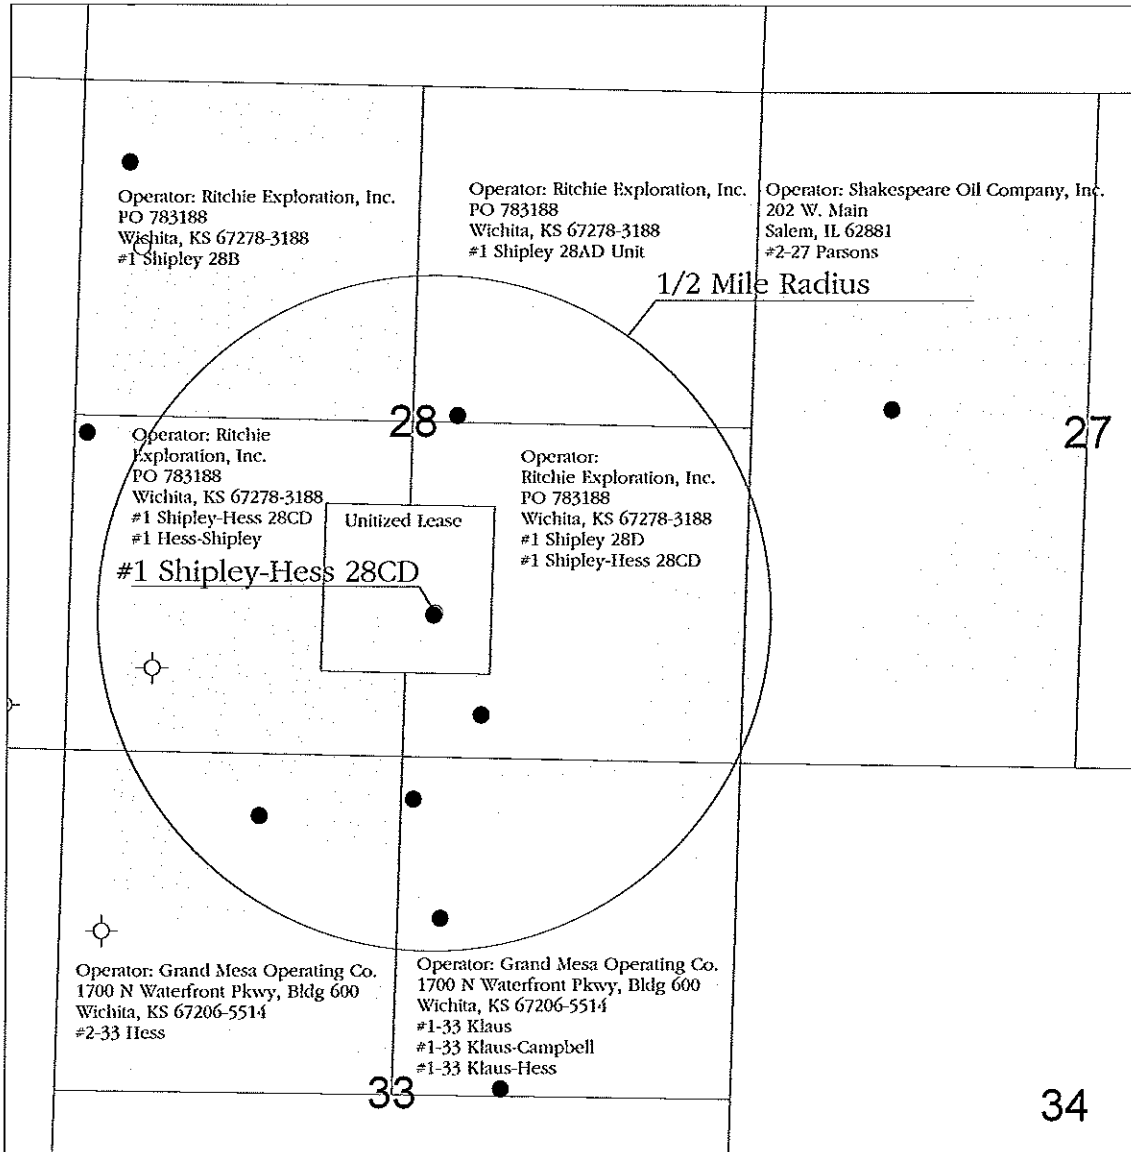 Operator: Ritchie Exploration, Inc.
PO 783188
Wichita, KS 67278-3188
#1 Shipley 28B
Operator: Ritchie Exploration, Inc.
PO 783188
Wichita, KS 67278-3188
#1 Shipley 28AD Unit
Operator: Shakespeare Oil Company, Inc.
202 W. Main
Salem, IL 62881
#2-27 Parsons
1/2 Mile Radius
28
27
Operator: Ritchie
Exploration, Inc.
PO 783188
Wichita, KS 67278-3188
#1 Shipley-Hess 28CD
#1 Hess-Shipley
Operator:
Ritchie Exploration, Inc.
PO 783188
Wichita, KS 67278-3188
#1 Shipley 28D
#1 Shipley-Hess 28CD
Unitized Lease
#1 Shipley-Hess 28CD
Operator: Grand Mesa Operating Co.
1700 N Waterfront Pkwy, Bldg 600
Wichita, KS 67206-5514
#2-33 Hess
Operator: Grand Mesa Operating Co.
1700 N Waterfront Pkwy, Bldg 600
Wichita, KS 67206-5514
#1-33 Klaus
#1-33 Klaus-Campbell
#1-33 Klaus-Hess
33
34